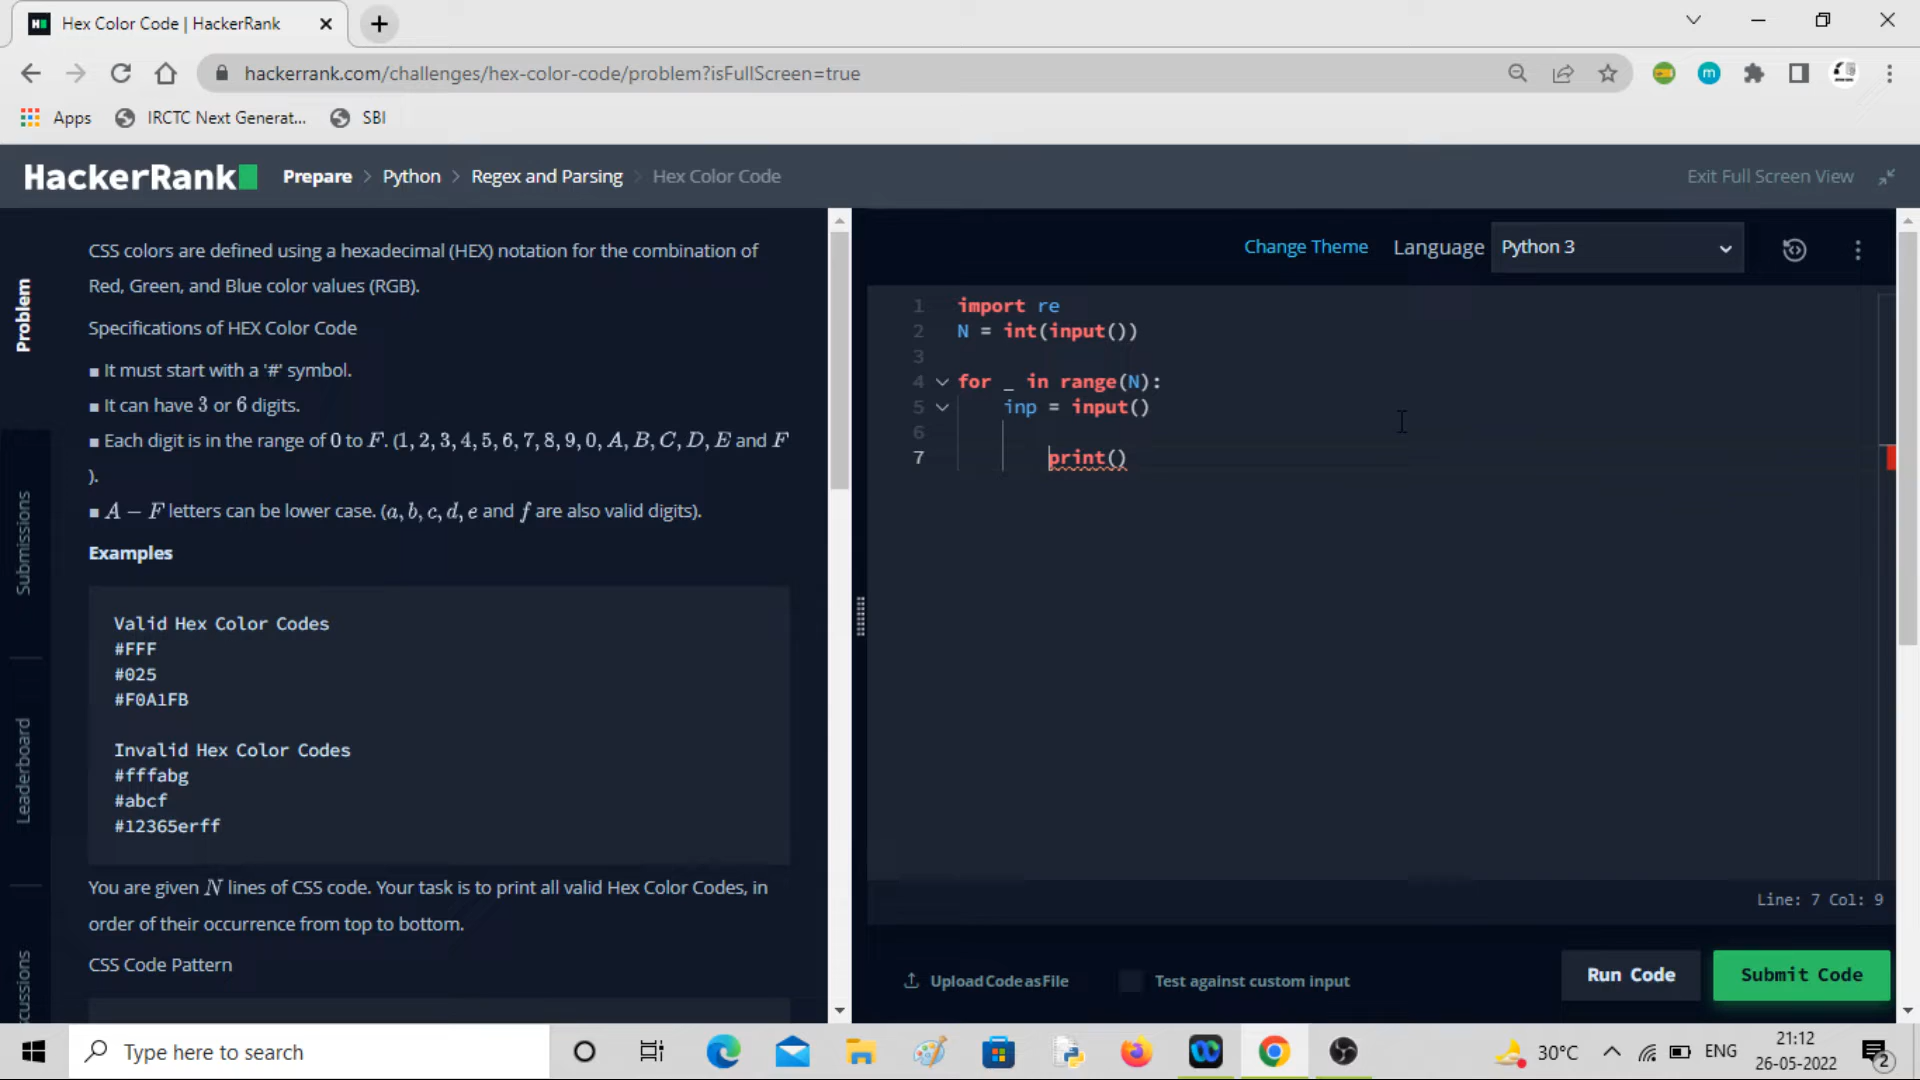 Hex Color Code | HackerRank
hackerrank.com/challenges/hex-color-code/problem?isFullScreen=true
m
Apps
IRCTC Next Generat...
SBI
HackerRank
Prepare > Python > Regex and Parsing > Hex Color Code
Exit Full Screen View
Problem
Submissions
Leaderboard
cussions
CSS colors are defined using a hexadecimal (HEX) notation for the combination of
Red, Green, and Blue color values (RGB).
Specifications of HEX Color Code
■ It must start with a '#' symbol.
■ It can have 3 or 6 digits.
■ Each digit is in the range of 0 to F. (1, 2, 3, 4, 5, 6, 7, 8, 9, 0, A, B, C, D, E and F
).
■ A − F letters can be lower case. (a, b, c, d, e and f are also valid digits).
Examples
Valid Hex Color Codes
#FFF
#025
#F0A1FB
Invalid Hex Color Codes
#fffabg
#abcf
#12365erff
You are given N lines of CSS code. Your task is to print all valid Hex Color Codes, in
order of their occurrence from top to bottom.
CSS Code Pattern
Change Theme
Language
Python 3
1 import re
2 N = int(input())
3
4 for _ in range(N):
5 inp = input()
6
7 print()
Line: 7 Col: 9
Upload Code as File
Test against custom input
Run Code
Submit Code
Type here to search
30°C
ENG
21:12
26-05-2022
2